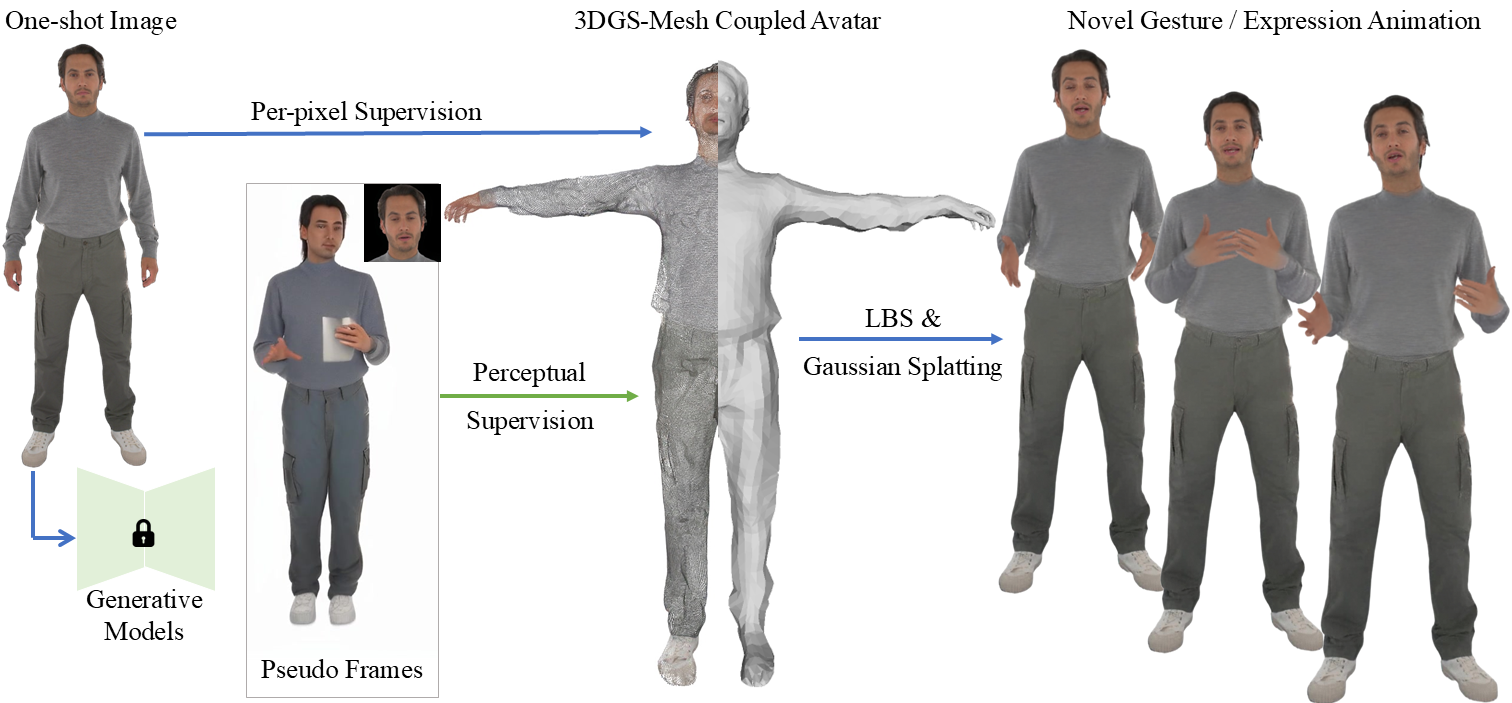 One-shot Image
3DGS-Mesh Coupled Avatar
Novel Gesture / Expression Animation
Per-pixel Supervision
LBS &
Gaussian Splatting
Perceptual
Supervision
Generative
Models
Pseudo Frames